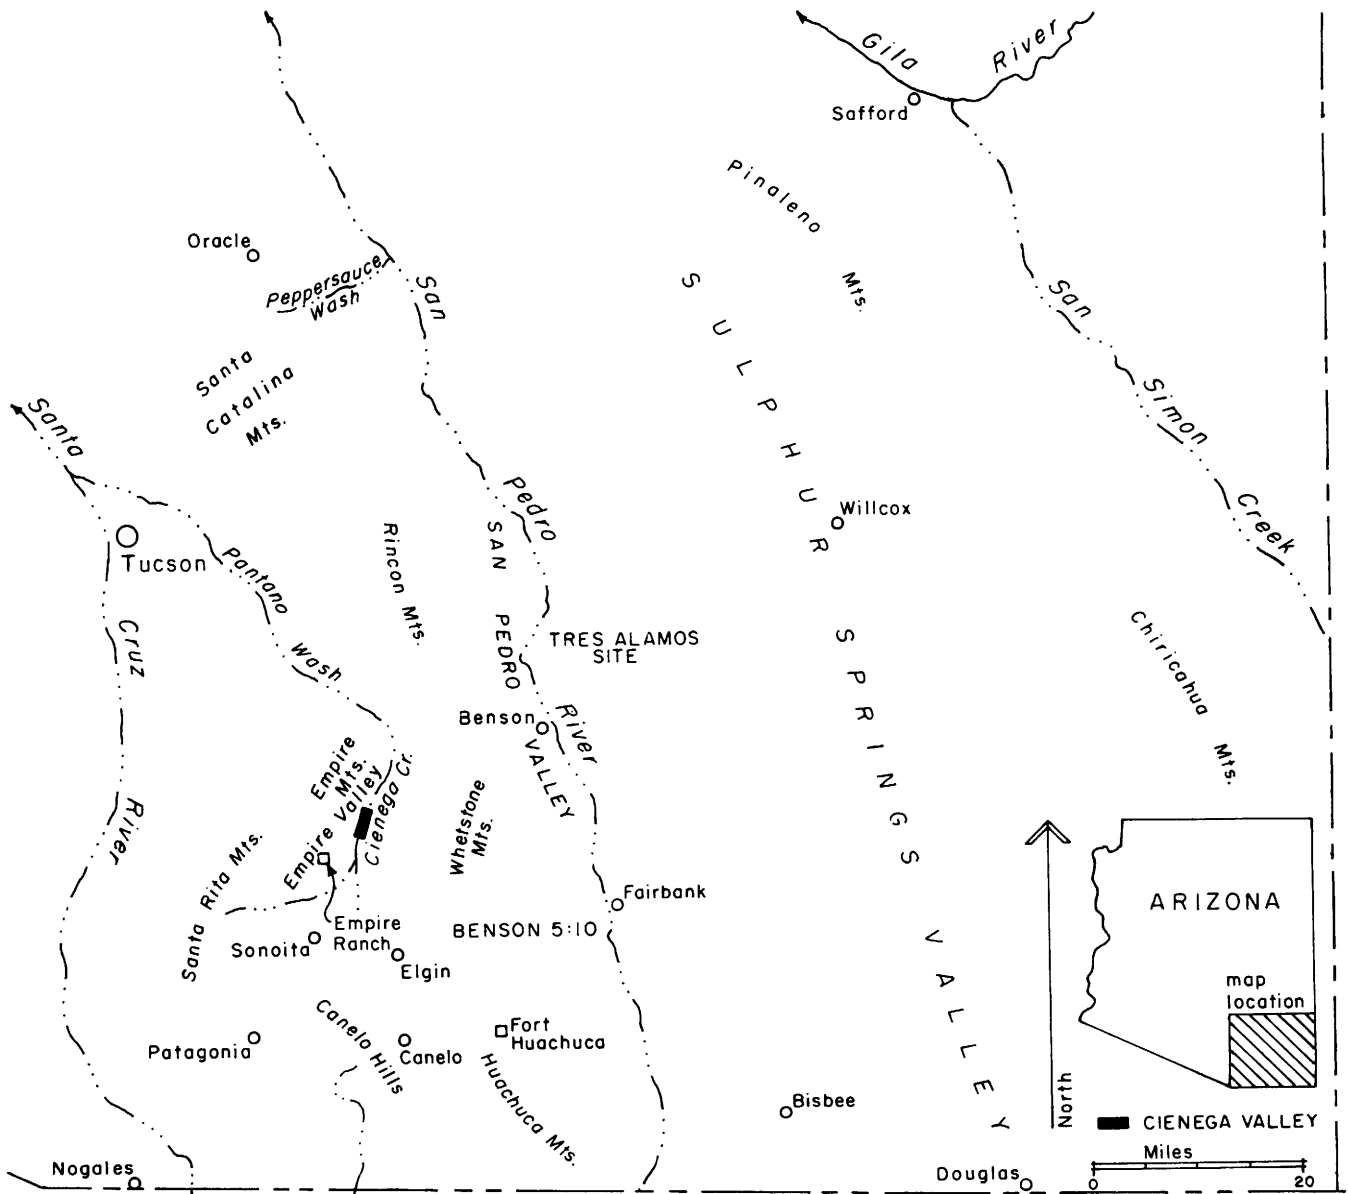 Gila River
Safford
Pinaleno Mts.
Oracle
Peppersauce
Wash
San Pedro River
San Simon Creek
Santa
Catalina
Mts.
Santa Cruz River
SULPHUR SPRINGS VALLEY
Willcox
Tucson
Pantano Wash
Rincon Mts.
SAN PEDRO VALLEY
TRES ALAMOS
SITE
Chiricahua Mts.
Benson
Empire
Mts.
Empire Valley
Cienega Cr.
Whetstone
Mts.
Santa Rita Mts.
Fairbank
Empire
Ranch
BENSON 5:10
Sonoita
Elgin
Canelo Hills
Patagonia
Canelo
Fort
Huachuca
Huachuca Mts.
Bisbee
Nogales
Douglas
ARIZONA
map
location
North
CIENEGA VALLEY
Miles
0 20